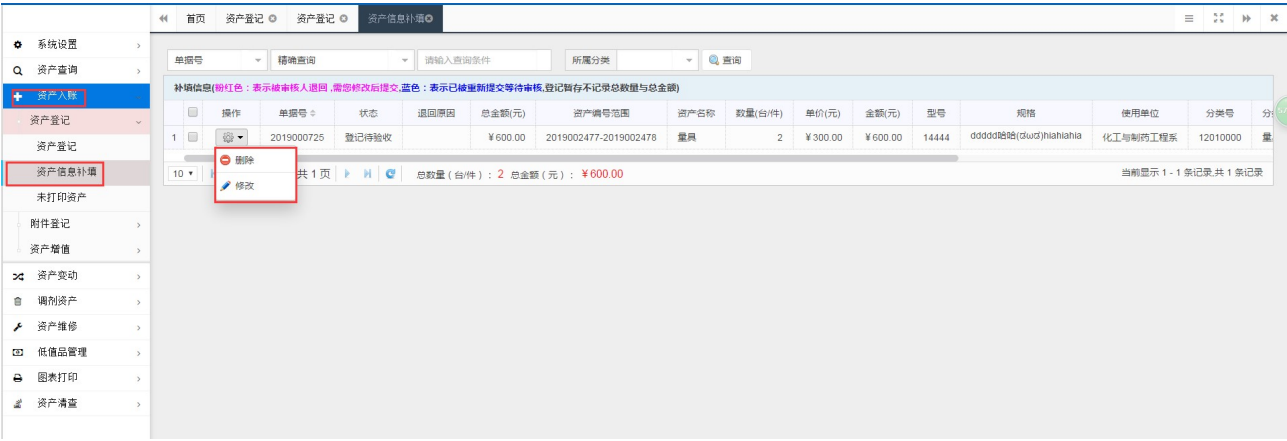 首页 资产登记 资产登记 资产信息补填
系统设置
资产查询
资产入账
资产登记
资产登记
资产信息补填
未打印资产
附件登记
资产增值
资产变动
调剂资产
资产维修
低值品管理
图表打印
资产清查
单据号 精确查询 请输入查询条件 所属分类 查询
补填信息(粉红色：表示被审核人退回,需您修改后提交,蓝色：表示已被重新提交等待审核,登记暂存不记录总数量与总金额)
操作 单据号 状态 退回原因 总金额(元) 资产编号范围 资产名称 数量(台/件) 单价(元) 金额(元) 型号 规格 使用单位 分类号
1 2019000725 登记待验收 ¥600.00 2019002477-2019002478 量具 2 ¥300.00 ¥600.00 14444 化工与制药工程系 12010000
删除
修改
10 共1页 总数量（台/件）：2 总金额（元）：¥600.00 当前显示 1 - 1 条记录,共 1 条记录